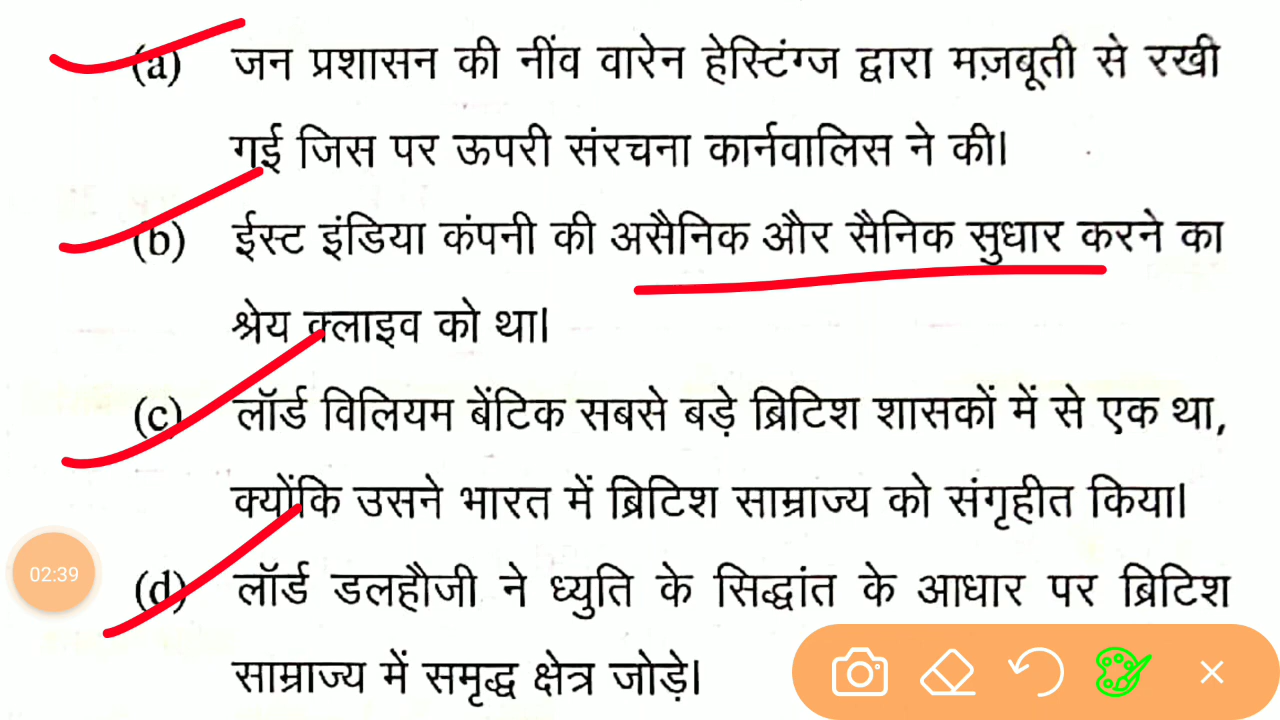 (a) जन प्रशासन की नींव वारेन हेस्टिंग्ज द्वारा मज़बूती से रखी
गई जिस पर ऊपरी संरचना कार्नवालिस ने की।
(b) ईस्ट इंडिया कंपनी की असैनिक और सैनिक सुधार करने का
श्रेय क्लाइव को था।
(c) लॉर्ड विलियम बेंटिक सबसे बड़े ब्रिटिश शासकों में से एक था,
क्योंकि उसने भारत में ब्रिटिश साम्राज्य को संगृहीत किया।
02:39
(d) लॉर्ड डलहौजी ने ध्युति के सिद्धांत के आधार पर ब्रिटिश
साम्राज्य में समृद्ध क्षेत्र जोड़े।